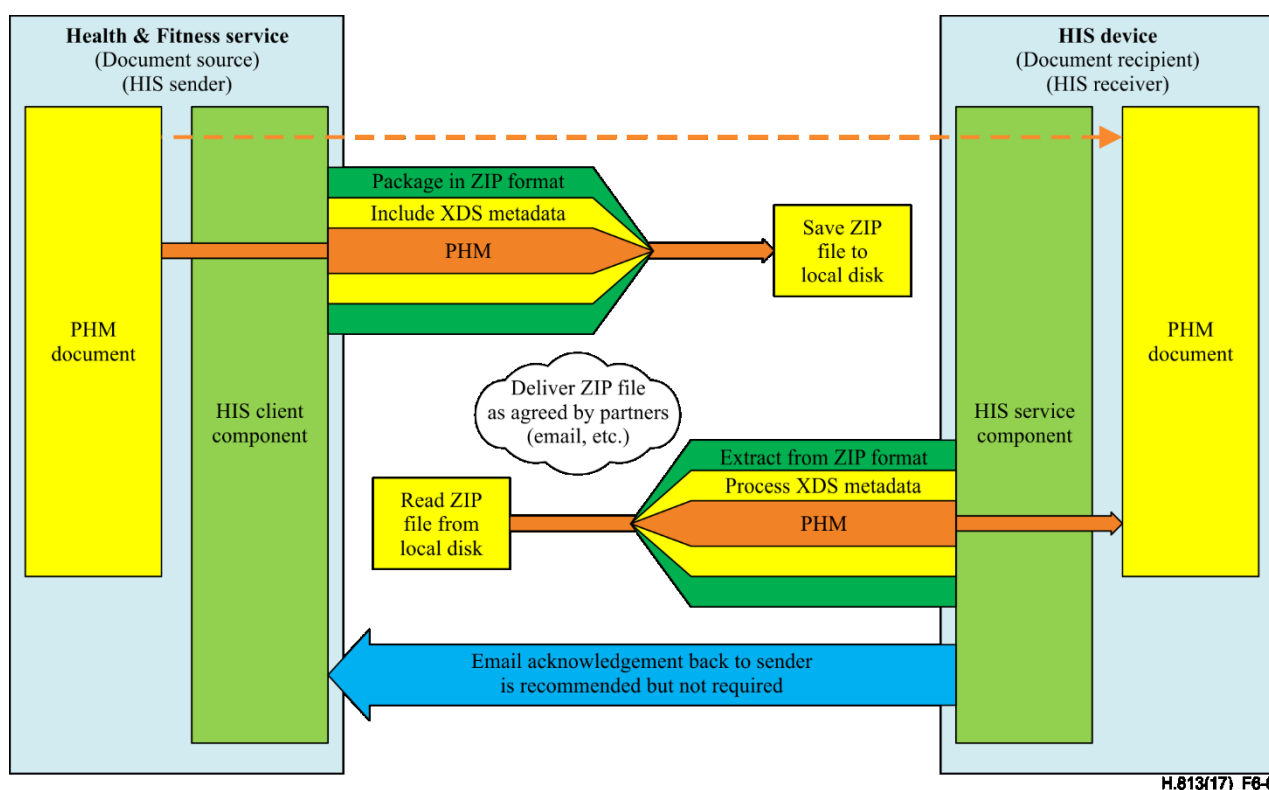 Health & Fitness service
(Document source)
(HIS sender)
HIS device
(Document recipient)
(HIS receiver)
Package in ZIP format
Include XDS metadata
PHM
Save ZIP
file to
local disk
PHM
document
HIS client
component
Deliver ZIP file
as agreed by partners
(email, etc.)
HIS service
component
PHM
document
Extract from ZIP format
Process XDS metadata
PHM
Read ZIP
file from
local disk
Email acknowledgement back to sender
is recommended but not required
H.813(17) F6-